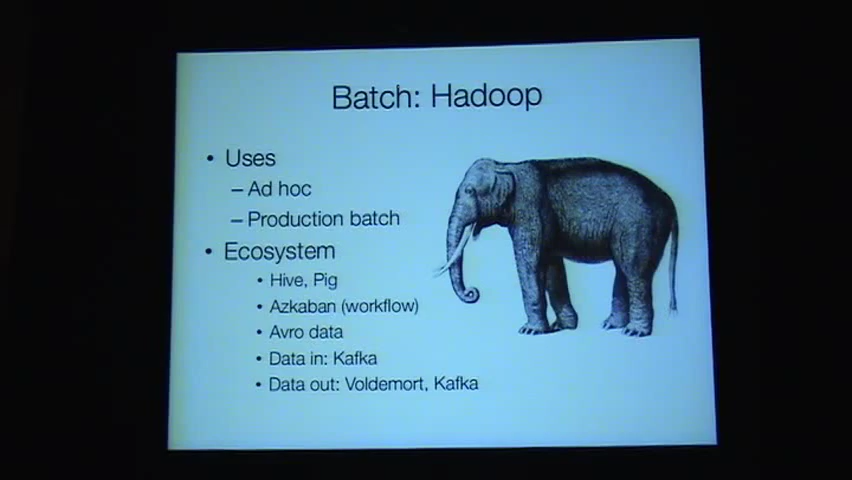 Batch: Hadoop
• Uses
– Ad hoc
– Production batch
• Ecosystem
• Hive, Pig
• Azkaban (workflow)
• Avro data
• Data in: Kafka
• Data out: Voldemort, Kafka